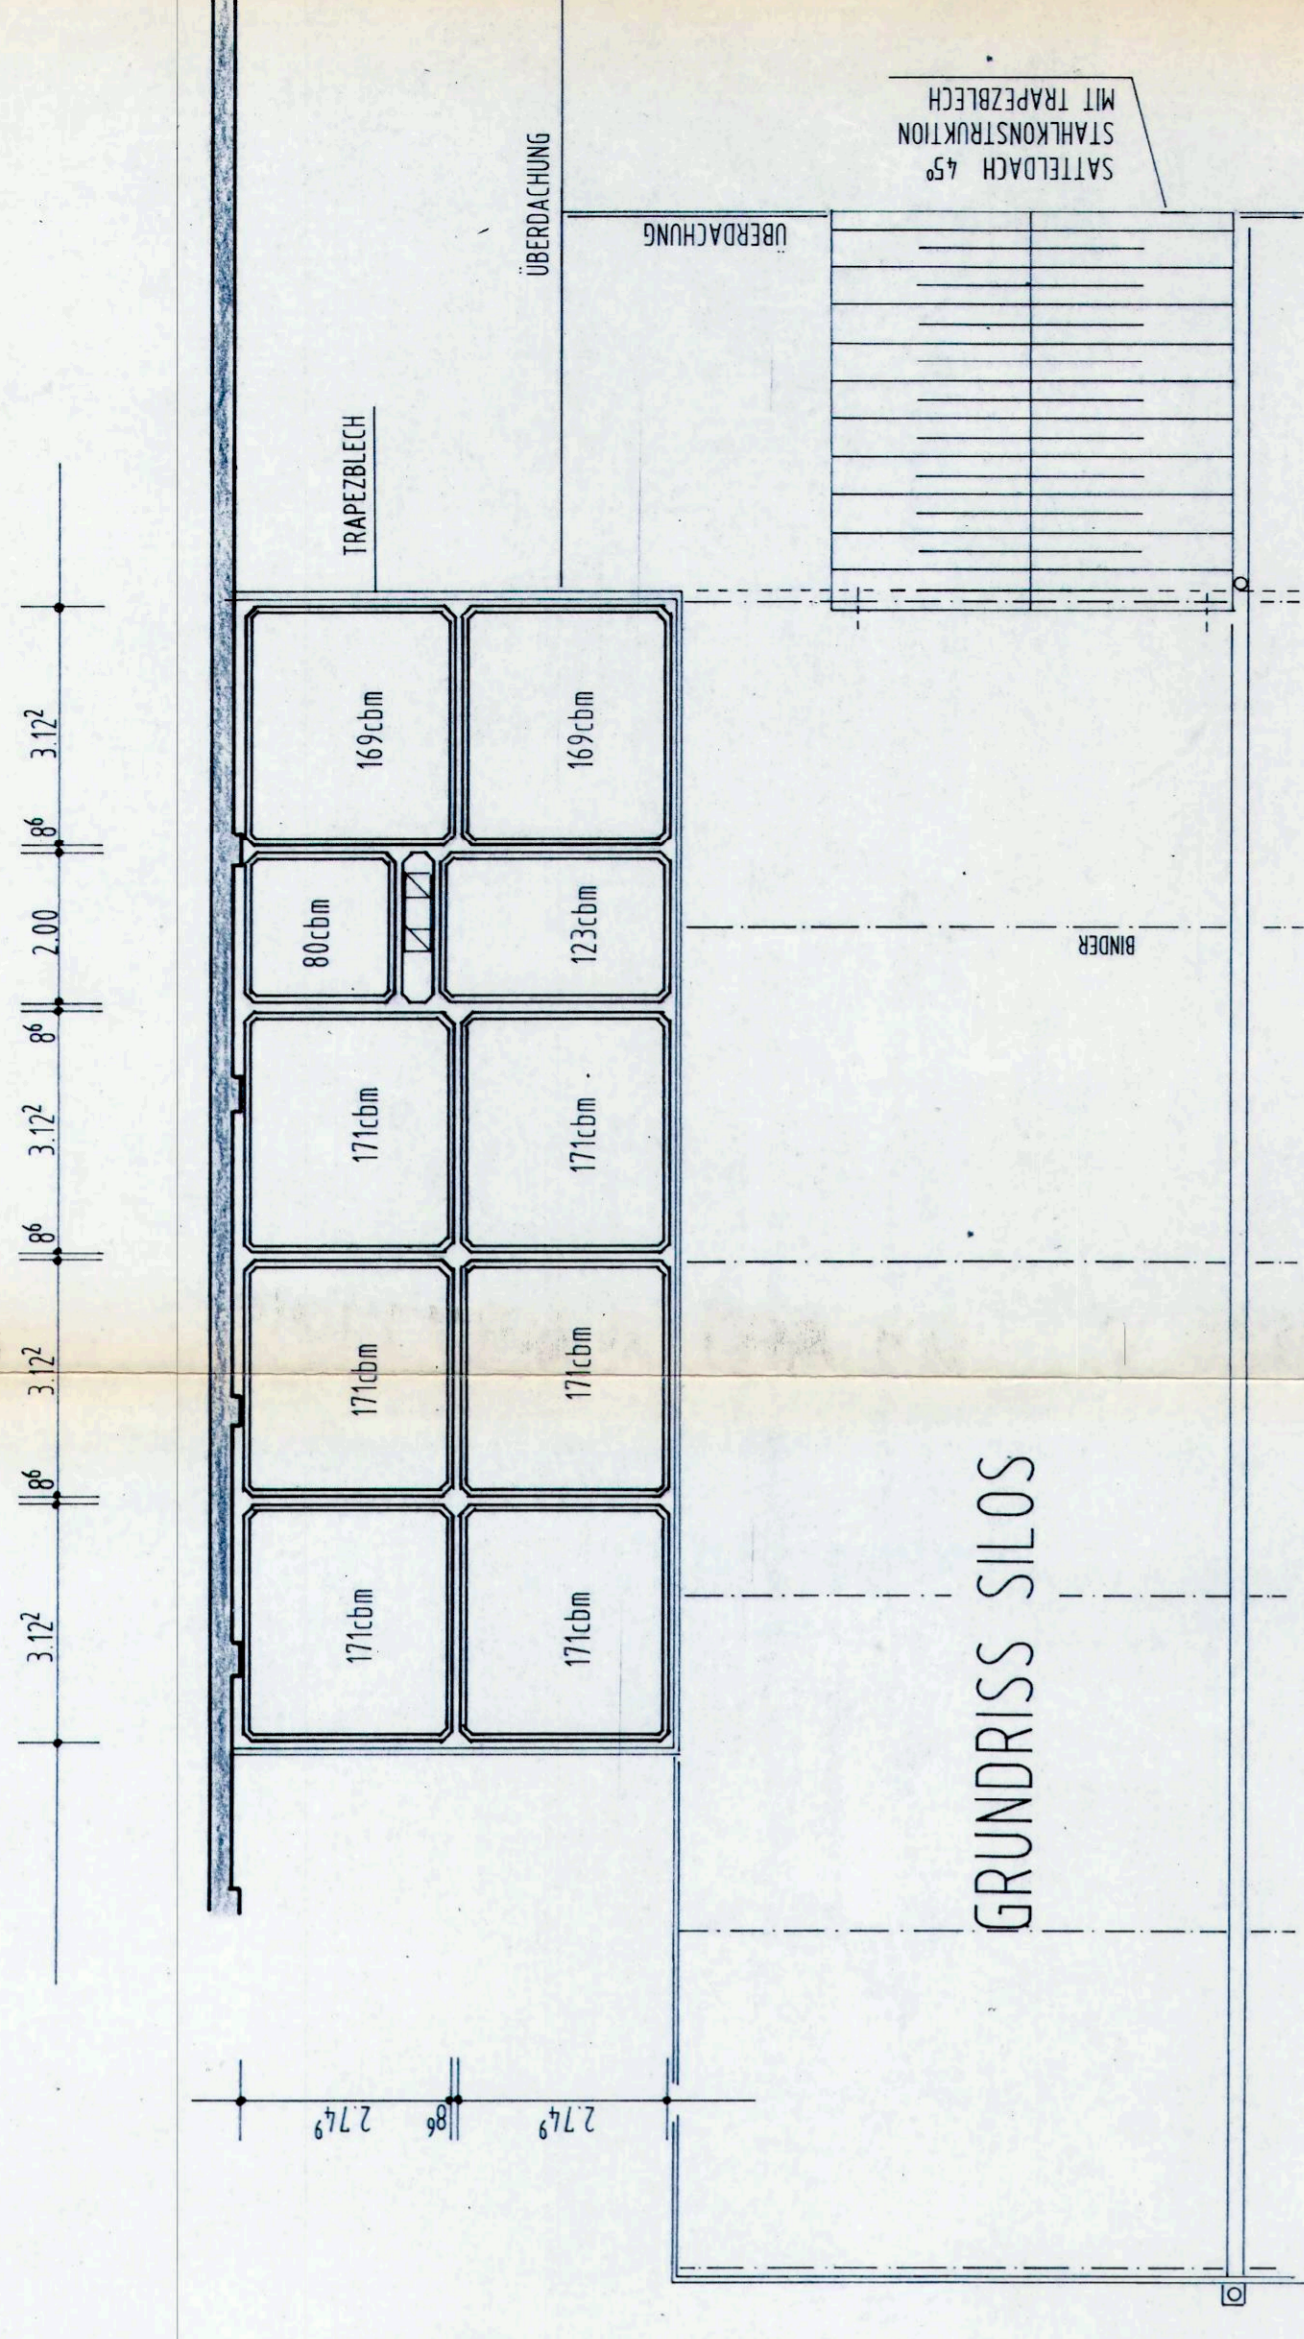 GRUNDRISS SILOS
3.12²
8⁶
3.12²
8⁶
3.12²
8⁶
2.00
8⁶
3.12²
TRAPEZBLECH
ÜBERDACHUNG
171cbm
171cbm
171cbm
80cbm
169cbm
171cbm
171cbm
171cbm
123cbm
169cbm
2.74⁹
8⁶
2.74⁹
ÜBERDACHUNG
SATTELDACH 45°
STAHLKONSTRUKTION
MIT TRAPEZBLECH
BINDER